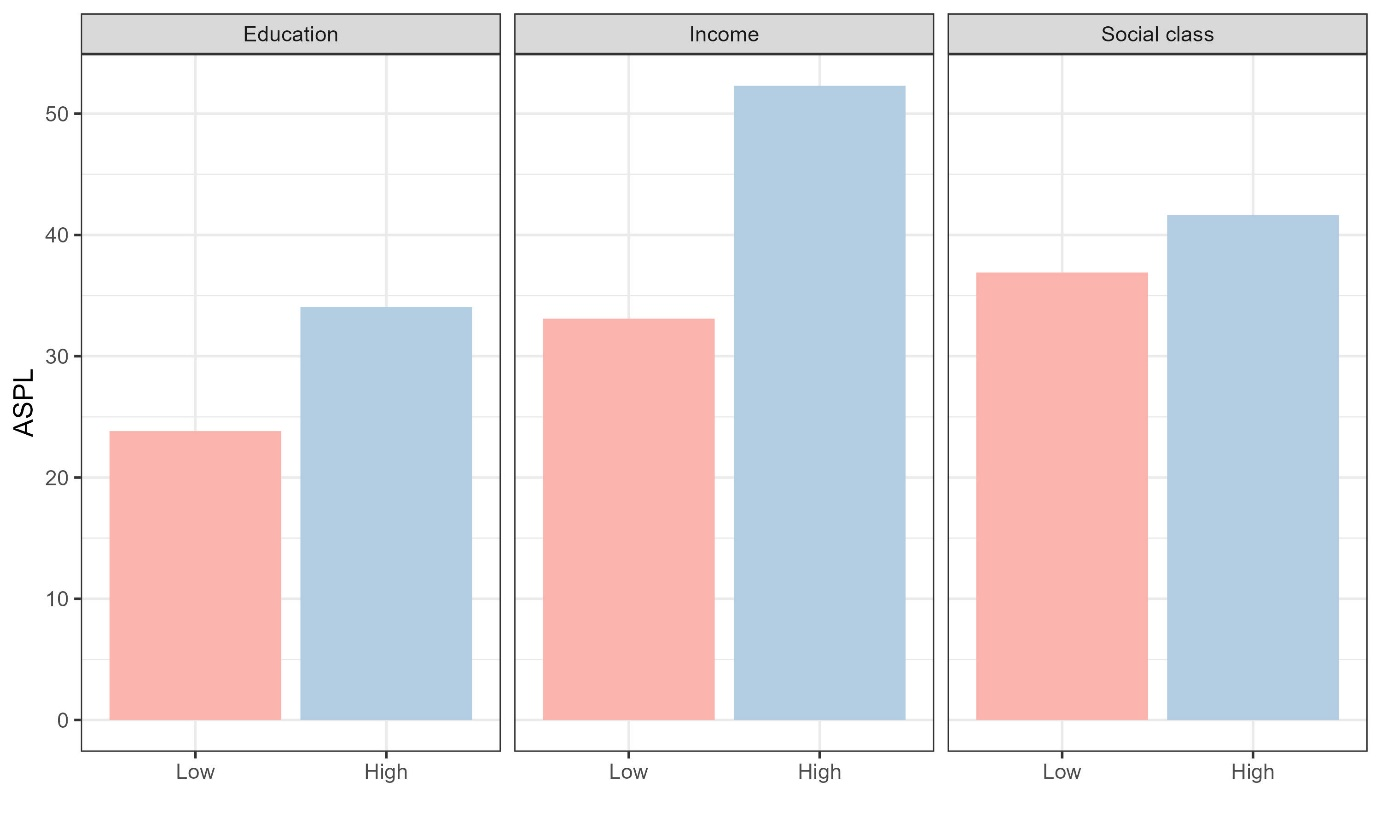 Education
Income
Social class
ASPL
50
40
30
20
10
0
Low
High
Low
High
Low
High